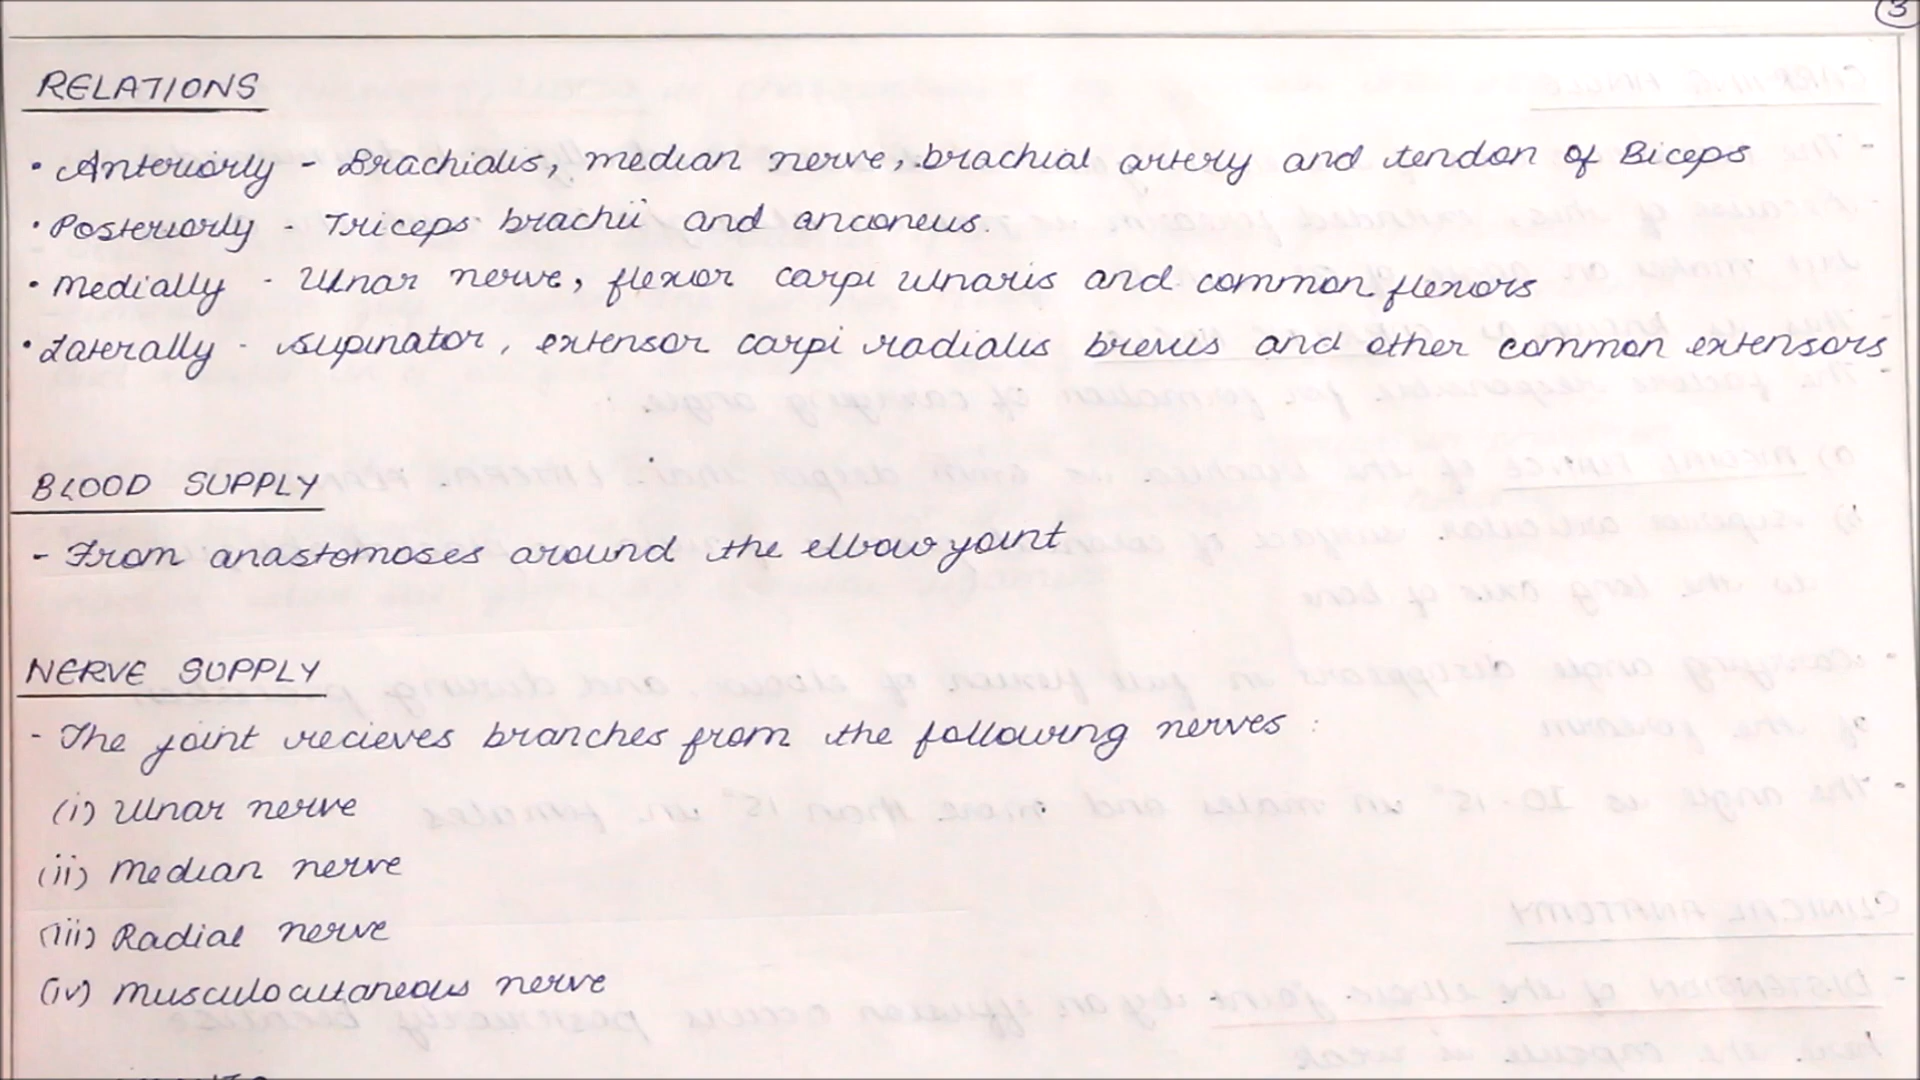 3
RELATIONS
• Anteriorly - Brachialis, median nerve, brachial artery and tendon of Biceps
• Posteriorly - Triceps brachii and anconeus.
• Medially - Ulnar nerve, flexor carpi ulnaris and common flexors
• Laterally - supinator, extensor carpi radialis brevis and other common extensors
BLOOD SUPPLY
- From anastomoses around the elbow joint
NERVE SUPPLY
- The joint recieves branches from the following nerves :
(i) Ulnar nerve
(ii) Median nerve
(iii) Radial nerve
(iv) Musculocutaneous nerve